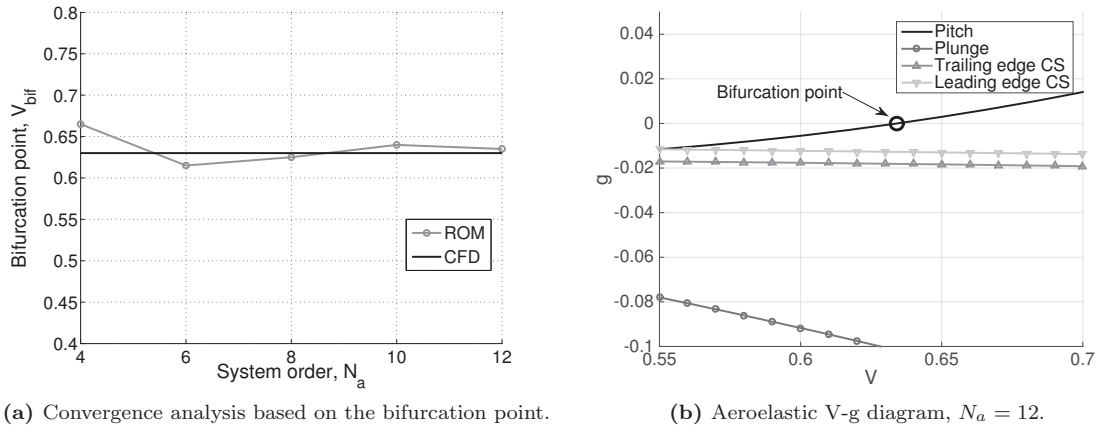 0.8
0.75
0.7
0.65
0.6
0.55
0.5
0.45
0.4
4
6
8
10
12
Bifurcation point, V_bif
System order, N_a
ROM
CFD
(a) Convergence analysis based on the bifurcation point.
0.04
0.02
0
-0.02
-0.04
-0.06
-0.08
-0.1
0.55
0.6
0.65
0.7
g
V
Pitch
Plunge
Trailing edge CS
Leading edge CS
Bifurcation point
(b) Aeroelastic V-g diagram, N_a = 12.